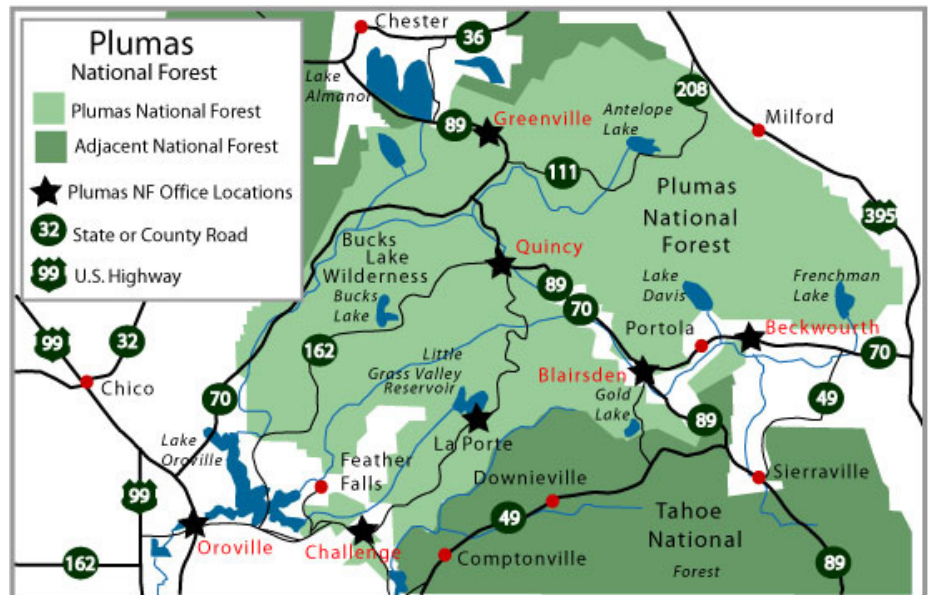 Plumas
National Forest
Plumas National Forest
Adjacent National Forest
Plumas NF Office Locations
32
State or County Road
99
U.S. Highway
Chester
36
Lake
Almanor
89
Greenville
Antelope
Lake
208
Milford
111
Plumas
National
Forest
395
Bucks
Lake
Wilderness
Bucks
Lake
Quincy
89
70
Lake
Davis
Frenchman
Lake
Portola
Beckwourth
70
99
32
Chico
162
Little
Grass Valley
Reservoir
Blairsden
Gold
Lake
49
70
Lake
Oroville
La Porte
89
Feather
Falls
Downieville
Sierraville
99
Oroville
Challenge
49
Tahoe
National
Forest
162
Comptonville
89